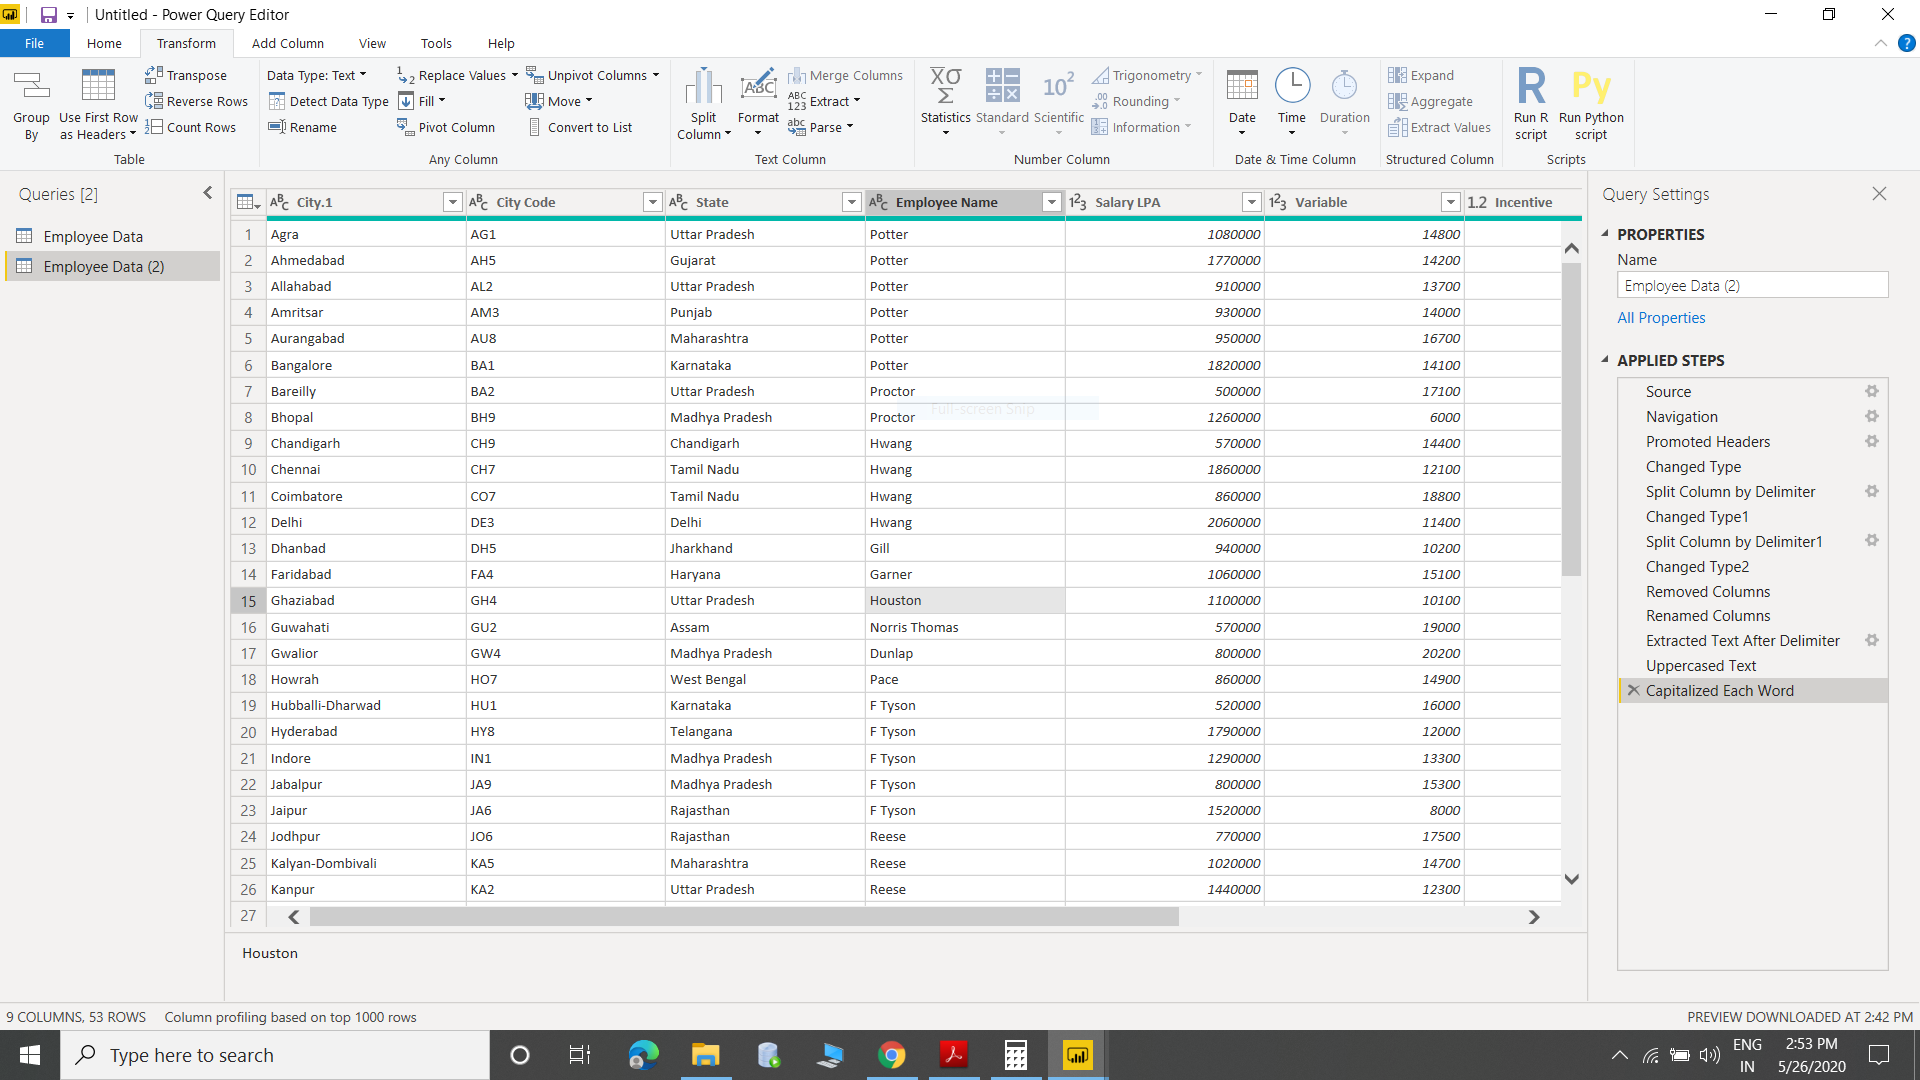 Untitled - Power Query Editor
File Home Transform Add Column View Tools Help
Group By
Use First Row as Headers
Transpose
Reverse Rows
Count Rows
Table
Data Type: Text
Detect Data Type
Rename
Replace Values
Fill
Pivot Column
Unpivot Columns
Move
Convert to List
Any Column
Split Column
Format
Merge Columns
Extract
Parse
Text Column
Statistics
Standard
Scientific
Trigonometry
Rounding
Information
Number Column
Date
Time
Duration
Date & Time Column
Expand
Aggregate
Extract Values
Structured Column
Run R script
Run Python script
Scripts
Queries [2]
Employee Data
Employee Data (2)
City.1 City Code State Employee Name Salary LPA Variable 1.2 Incentive
1 Agra AG1 Uttar Pradesh Potter 1080000 14800
2 Ahmedabad AH5 Gujarat Potter 1770000 14200
3 Allahabad AL2 Uttar Pradesh Potter 910000 13700
4 Amritsar AM3 Punjab Potter 930000 14000
5 Aurangabad AU8 Maharashtra Potter 950000 16700
6 Bangalore BA1 Karnataka Potter 1820000 14100
7 Bareilly BA2 Uttar Pradesh Proctor 500000 17100
Full-screen Snip
8 Bhopal BH9 Madhya Pradesh Proctor 1260000 6000
9 Chandigarh CH9 Chandigarh Hwang 570000 14400
10 Chennai CH7 Tamil Nadu Hwang 1860000 12100
11 Coimbatore CO7 Tamil Nadu Hwang 860000 18800
12 Delhi DE3 Delhi Hwang 2060000 11400
13 Dhanbad DH5 Jharkhand Gill 940000 10200
14 Faridabad FA4 Haryana Garner 1060000 15100
15 Ghaziabad GH4 Uttar Pradesh Houston 1100000 10100
16 Guwahati GU2 Assam Norris Thomas 570000 19000
17 Gwalior GW4 Madhya Pradesh Dunlap 800000 20200
18 Howrah HO7 West Bengal Pace 860000 14900
19 Hubballi-Dharwad HU1 Karnataka F Tyson 520000 16000
20 Hyderabad HY8 Telangana F Tyson 1790000 12000
21 Indore IN1 Madhya Pradesh F Tyson 1290000 13300
22 Jabalpur JA9 Madhya Pradesh F Tyson 800000 15300
23 Jaipur JA6 Rajasthan F Tyson 1520000 8000
24 Jodhpur JO6 Rajasthan Reese 770000 17500
25 Kalyan-Dombivali KA5 Maharashtra Reese 1020000 14700
26 Kanpur KA2 Uttar Pradesh Reese 1440000 12300
27
Houston
Query Settings
PROPERTIES
Name
Employee Data (2)
All Properties
APPLIED STEPS
Source
Navigation
Promoted Headers
Changed Type
Split Column by Delimiter
Changed Type1
Split Column by Delimiter1
Changed Type2
Removed Columns
Renamed Columns
Extracted Text After Delimiter
Uppercased Text
Capitalized Each Word
9 COLUMNS, 53 ROWS Column profiling based on top 1000 rows
PREVIEW DOWNLOADED AT 2:42 PM
Type here to search
ENG
IN
2:53 PM
5/26/2020